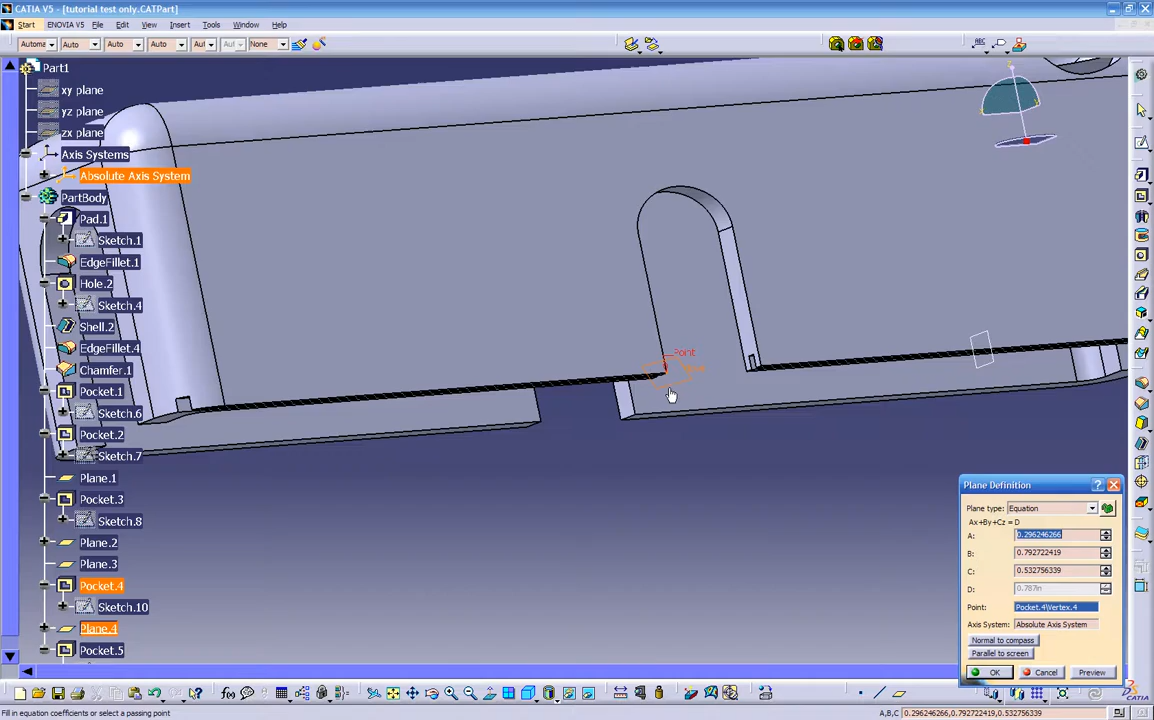 CATIA V5 - [tutorial test only.CATPart]
Start ENOVIA V5 File Edit View Insert Tools Window Help
Automa Auto Auto Auto Aut Aut None
Part1
xy plane
yz plane
zx plane
Axis Systems
Absolute Axis System
PartBody
Pad.1
Sketch.1
EdgeFillet.1
Hole.2
Sketch.4
Shell.2
EdgeFillet.4
Chamfer.1
Pocket.1
Sketch.6
Pocket.2
Sketch.7
Plane.1
Pocket.3
Sketch.8
Plane.2
Plane.3
Pocket.4
Sketch.10
Plane.4
Pocket.5
Point
Plane Definition
Plane type: Equation
Ax+By+Cz = D
A: 0.296246266
B: 0.792722419
C: 0.532756339
D: 0.787in
Point: Pocket.4\Vertex.4
Axis System: Absolute Axis System
Normal to compass
Parallel to screen
OK Cancel Preview
Fill in equation coefficients or select a passing point
A,B,C 0.296246266,0.792722419,0.532756339